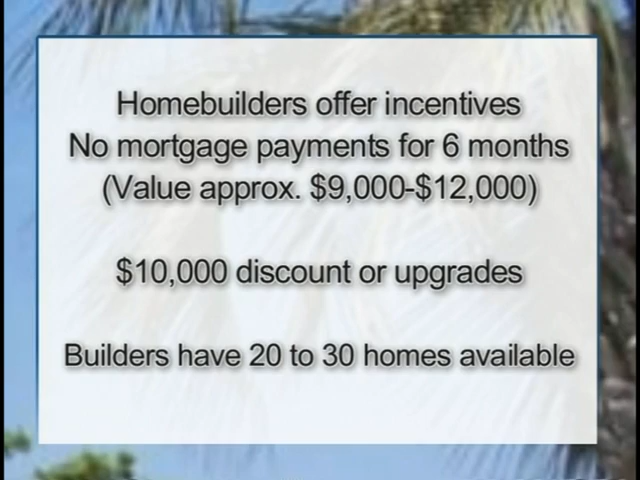 Homebuilders offer incentives
No mortgage payments for 6 months
(Value approx. $9,000-$12,000)
$10,000 discount or upgrades
Builders have 20 to 30 homes available